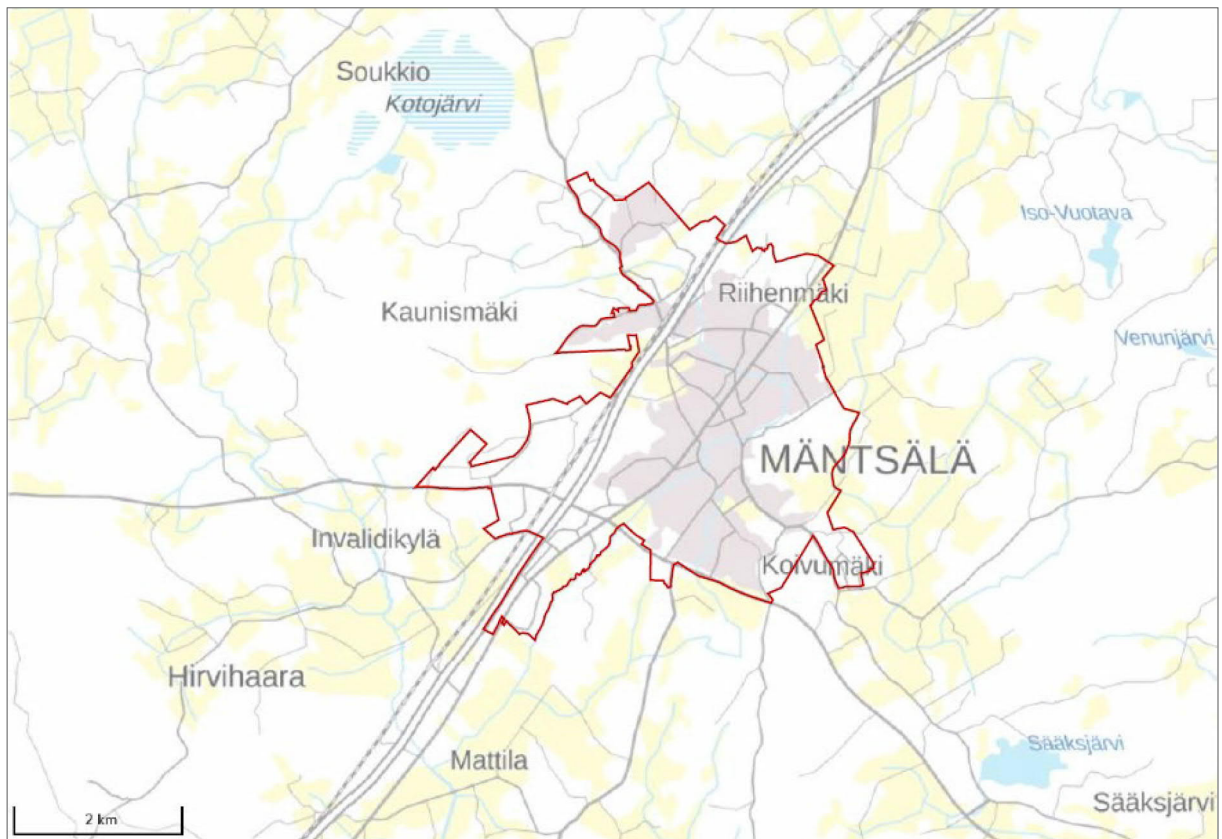 Soukkio
Kotojärvi
Iso-Vuotava
Riihenmäki
Kaunismäki
Venunjärvi
MÄNTSÄLÄ
Invalidikylä
Koivumäki
Hirvihaara
Sääksjärvi
Mattila
Sääksjärvi
2 km